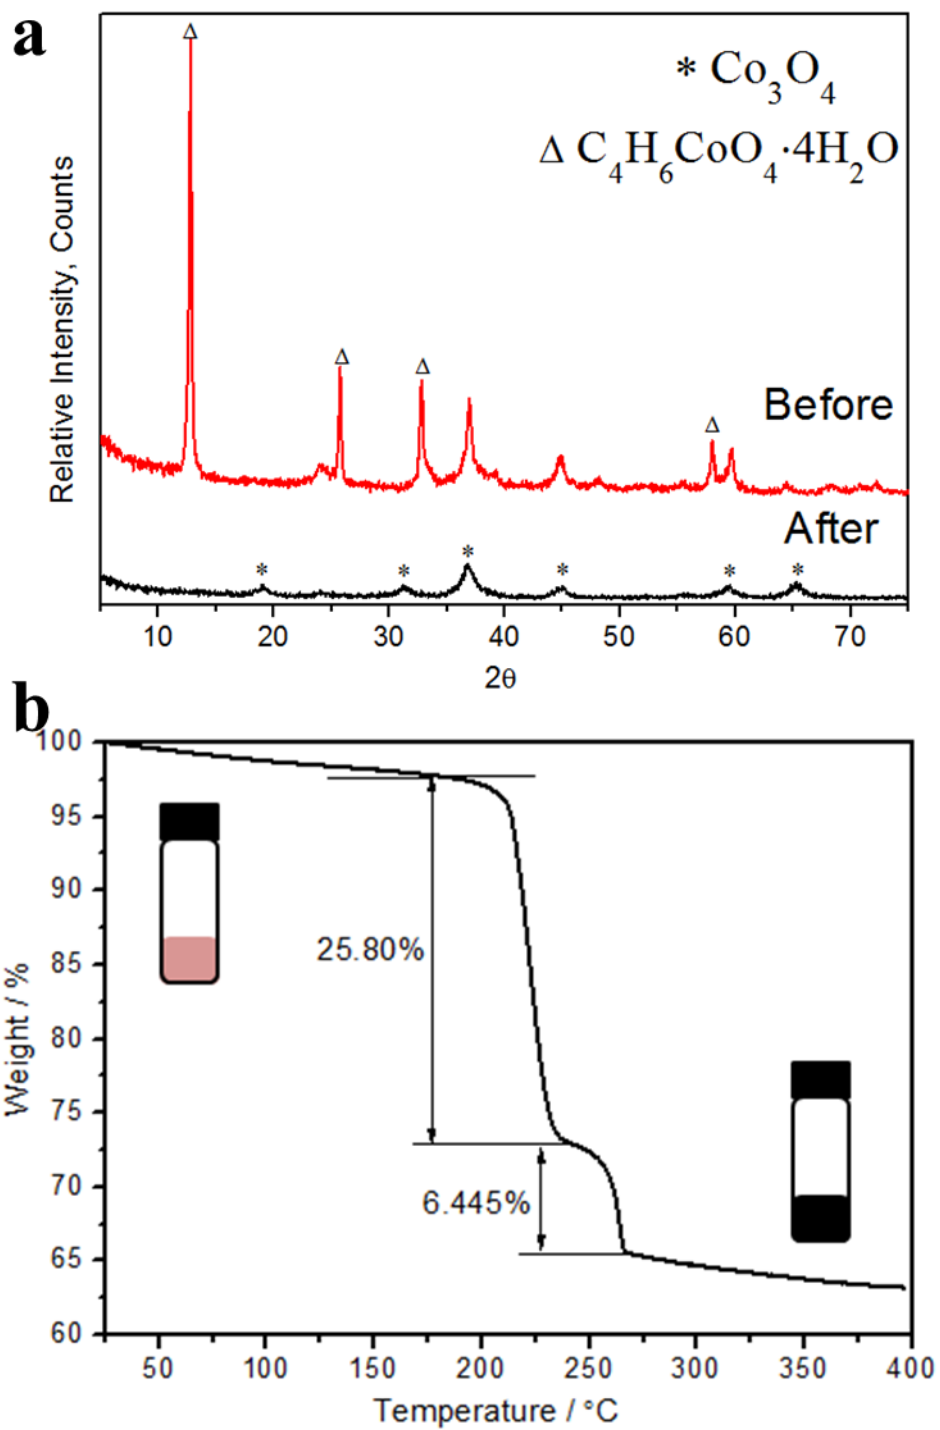 a
* Co₃O₄
Δ C₄H₆CoO₄·4H₂O
Relative Intensity, Counts
Δ
Δ
Δ
Δ
Before
After
* * * * * *
10 20 30 40 50 60 70
2θ
b
100
95
90
85
80
75
70
65
60
Weight / %
25.80%
6.445%
50 100 150 200 250 300 350 400
Temperature / °C